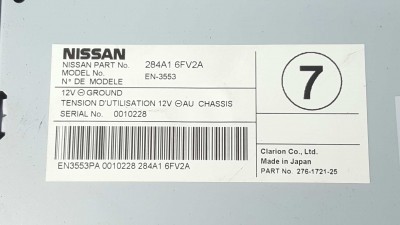 NISSAN
NISSAN PART No. 284A1 6FV2A
MODEL No.
N° DE MODELE EN-3553
12V ⊖ GROUND
TENSION D'UTILISATION 12V ⊖ AU CHASSIS
SERIAL No. 0010228
7
EN3553PA 0010228 284A1 6FV2A
Clarion Co., Ltd.
Made in Japan
PART No 276-1721-25